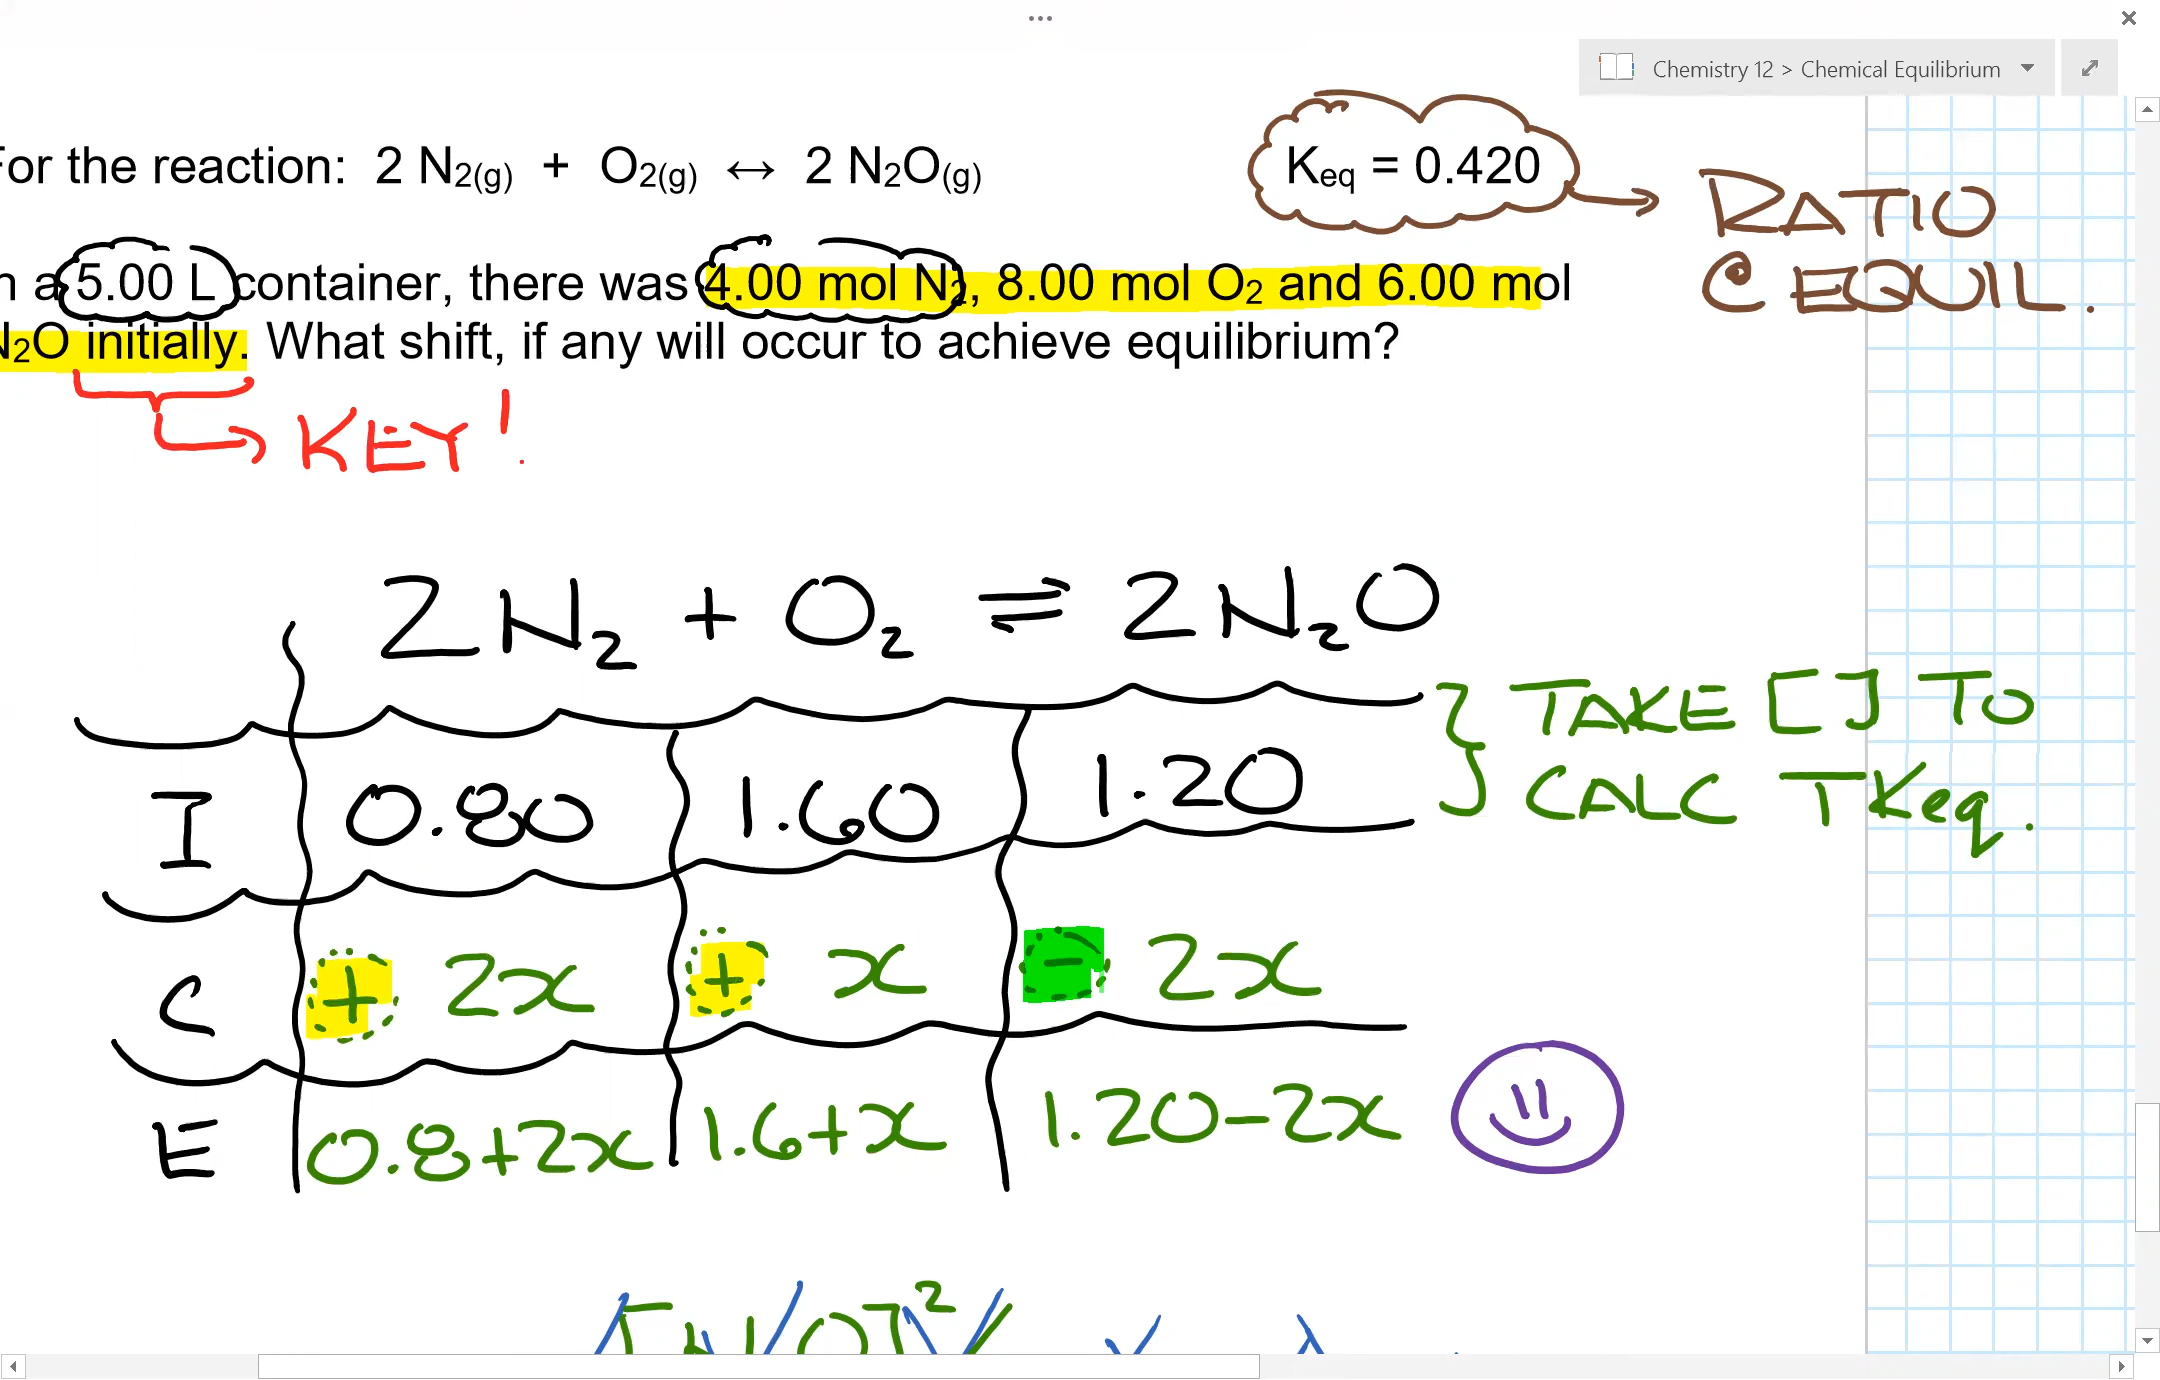 Chemistry 12 > Chemical Equilibrium
For the reaction: 2 N2(g) + O2(g) ↔ 2 N2O(g)
Keq = 0.420
RATIO
@ EQUIL.
a 5.00 L container, there was 4.00 mol N2, 8.00 mol O2 and 6.00 mol
N2O initially. What shift, if any will occur to achieve equilibrium?
KEY!
2N2 + O2 ⇌ 2N2O
I 0.80 1.60 1.20
} TAKE [] TO
CALC TKeq.
C + 2x + x - 2x
E 0.8+2x 1.6+x 1.20-2x